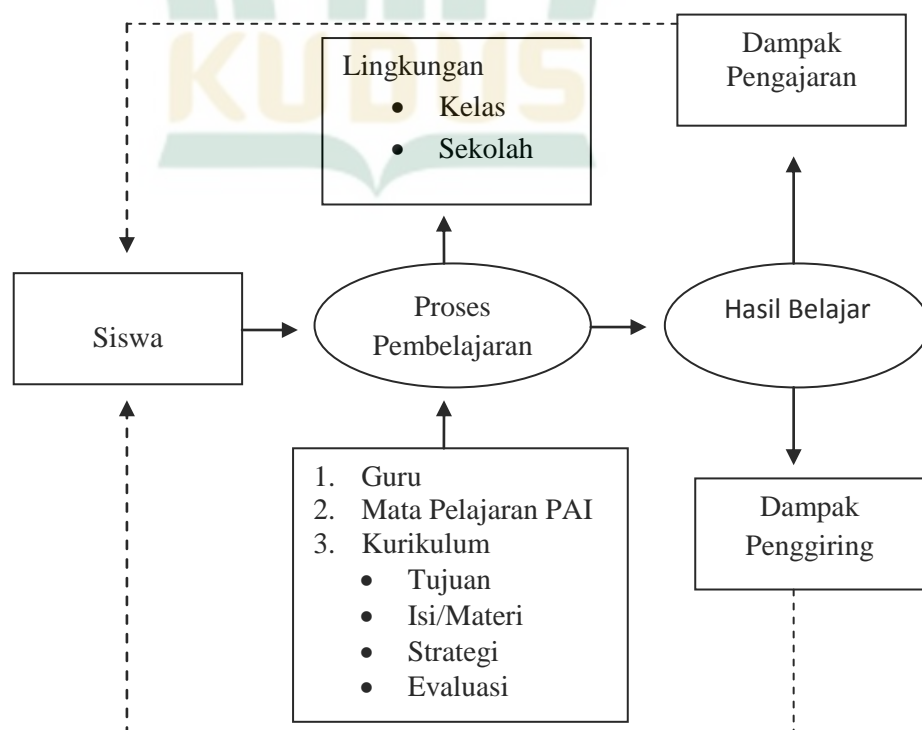 KUDUS
Dampak
Pengajaran
Lingkungan
• Kelas
• Sekolah
Siswa
Proses
Pembelajaran
Hasil Belajar
1. Guru
2. Mata Pelajaran PAI
3. Kurikulum
• Tujuan
• Isi/Materi
• Strategi
• Evaluasi
Dampak
Penggiring